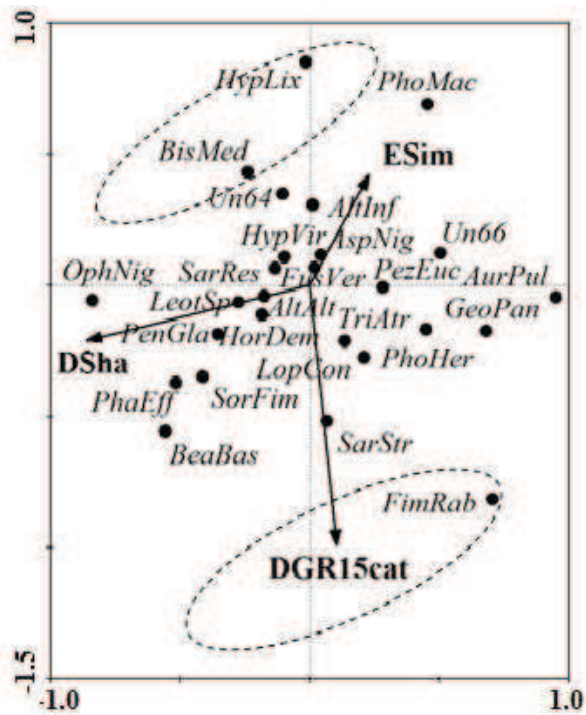 1.0
HypLix
PhoMac
BisMed
ESim
Un64
AltInf
HypVir
AspNig
Un66
OphNig
SarRes
FusVer
PezEuc
AurPul
LeotSp
AltAlt
GeoPan
PenGla
HorDem
TriAtr
DSha
LopCon
PhoHer
PhaEff
SorFim
BeaBas
SarStr
FimRab
DGR15cat
-1.5
-1.0
1.0